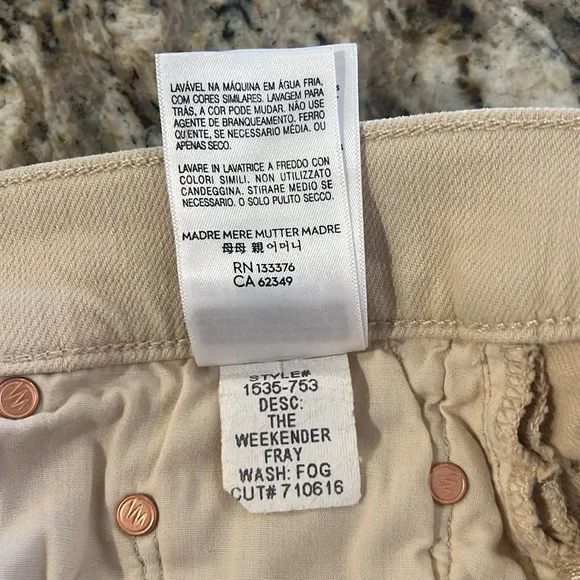 LAVÁVEL NA MÁQUINA EM ÁGUA FRIA,
COM CORES SIMILARES. LAVAGEM PARA
TRÁS, A COR PODE MUDAR. NÃO USE
AGENTE DE BRANQUEAMENTO, FERRO
QU'ENTE, SE NECESSARIO MÉDIA. OU
APENAS SECO.
LAVARE IN LAVATRICE A FREDDO CON
COLORI SIMILI. NON UTILIZZATO
CANDEGGINA. STIRARE MEDIO SE
NECESSARIO. O SOLO PULITO SECCO.
MADRE MERE MUTTER MADRE
母母 親 어머니
RN 133376
CA 62349
STYLE#
1535-753
DESC:
THE
WEEKENDER
FRAY
WASH: FOG
CUT# 710616